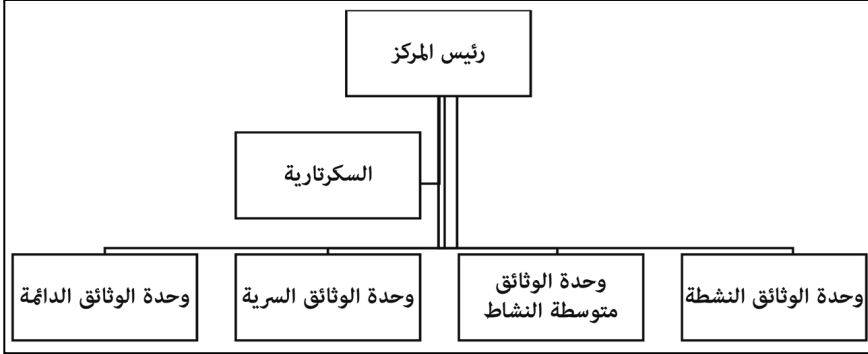 رئيس المركز
السكرتارية
وحدة الوثائق النشطة
وحدة الوثائق
متوسطة النشاط
وحدة الوثائق السرية
وحدة الوثائق الدائمة